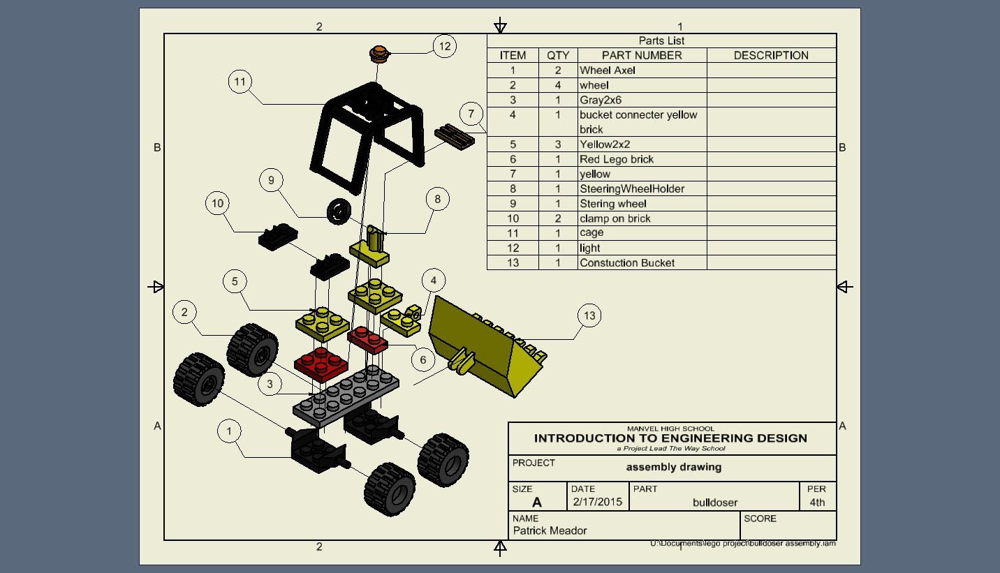 2
1
12
11
7
9
8
10
5
4
2
13
6
3
1
B
B
A
A
Parts List
ITEM QTY PART NUMBER DESCRIPTION
1 2 Wheel Axel
2 4 wheel
3 1 Gray2x6
4 1 bucket connecter yellow
brick
5 3 Yellow2x2
6 1 Red Lego brick
7 1 yellow
8 1 SteeringWheelHolder
9 1 Stering wheel
10 2 clamp on brick
11 1 cage
12 1 light
13 1 Constuction Bucket
MANVEL HIGH SCHOOL
INTRODUCTION TO ENGINEERING DESIGN
a Project Lead The Way School
PROJECT
assembly drawing
SIZE DATE PART PER
A 2/17/2015 bulldoser 4th
NAME SCORE
Patrick Meador
U:\Documents\lego project\bulldoser assembly.iam
2
1